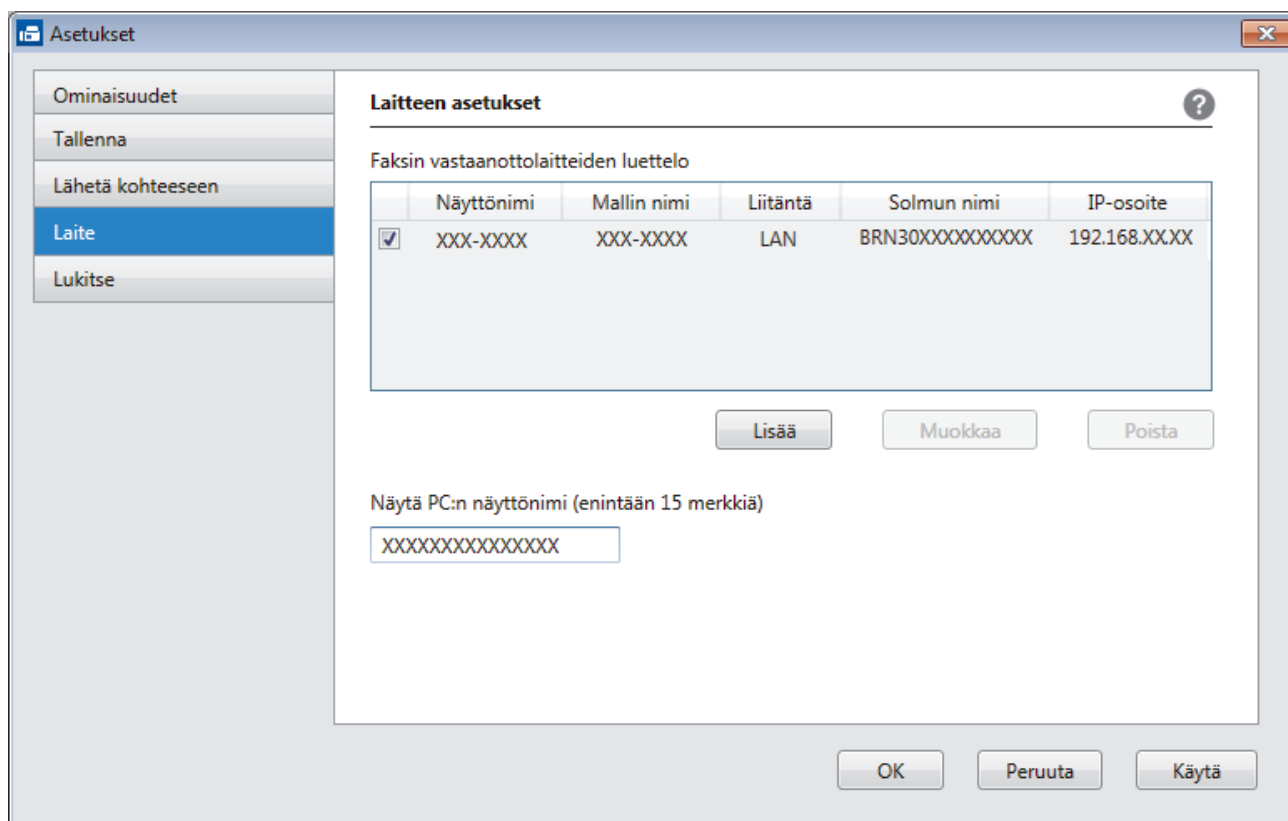 Asetukset
Ominaisuudet
Tallenna
Lähetä kohteeseen
Laite
Lukitse
Laitteen asetukset ?
Faksin vastaanottolaitteiden luettelo
Näyttönimi Mallin nimi Liitäntä Solmun nimi IP-osoite
XXX-XXXX XXX-XXXX LAN BRN30XXXXXXXXXX 192.168.XX.XX
Lisää Muokkaa Poista
Näytä PC:n näyttönimi (enintään 15 merkkiä)
XXXXXXXXXXXXXXX
OK Peruuta Käytä